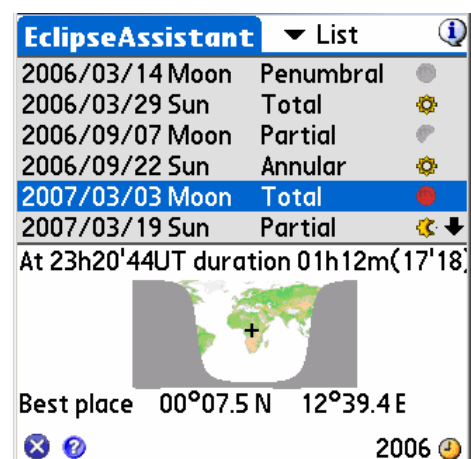 EclipseAssistant List
2006/03/14 Moon Penumbral
2006/03/29 Sun Total
2006/09/07 Moon Partial
2006/09/22 Sun Annular
2007/03/03 Moon Total
2007/03/19 Sun Partial
At 23h20'44UT duration 01h12m(17'18)
Best place 00°07.5 N 12°39.4 E
2006